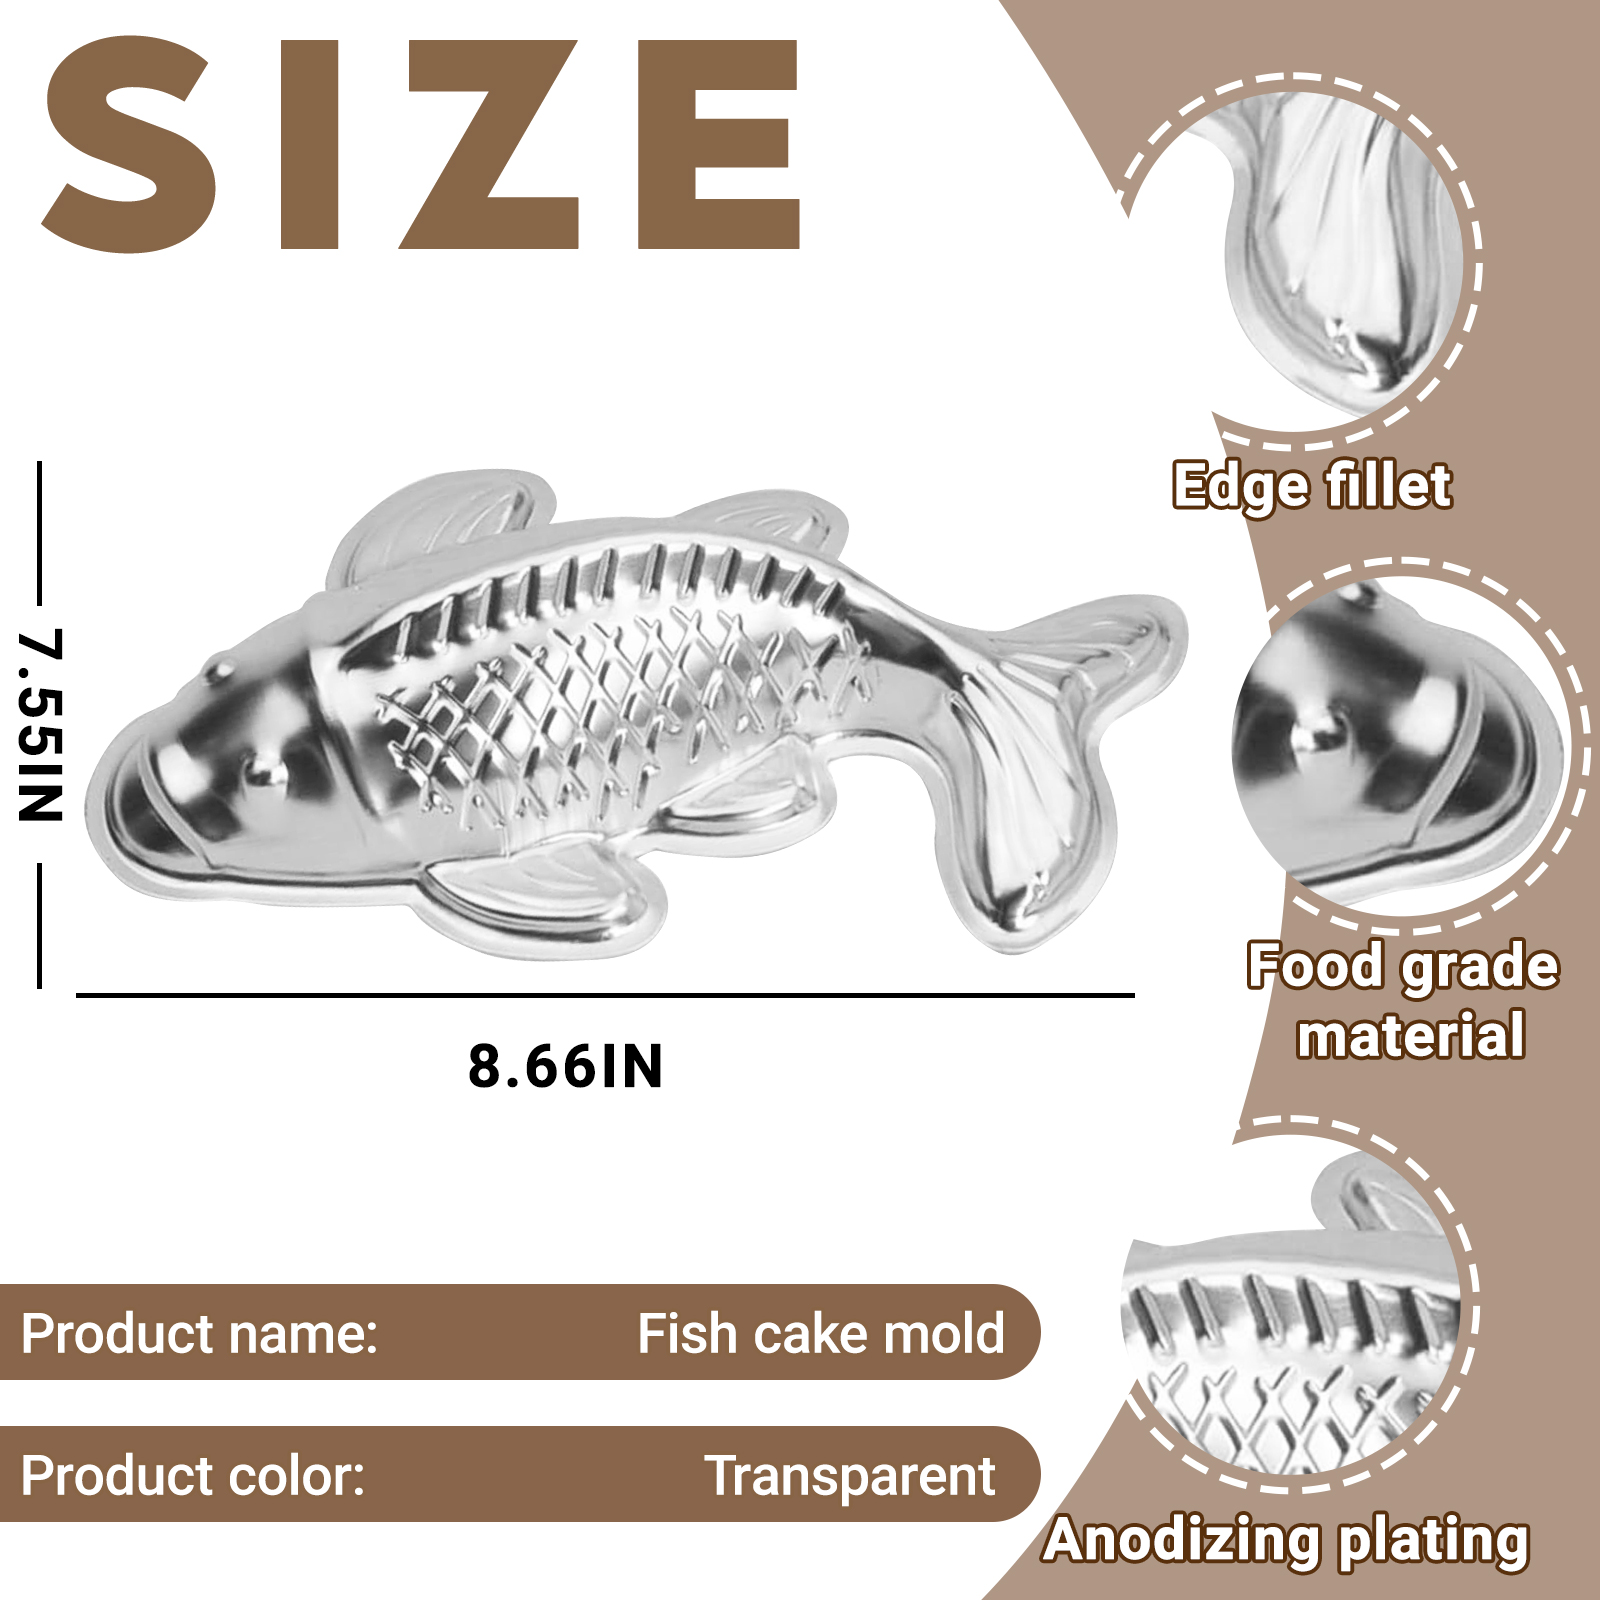 SIZE
Edge fillet
7.55IN
Food grade
material
8.66IN
Product name: Fish cake mold
Product color: Transparent
Anodizing plating